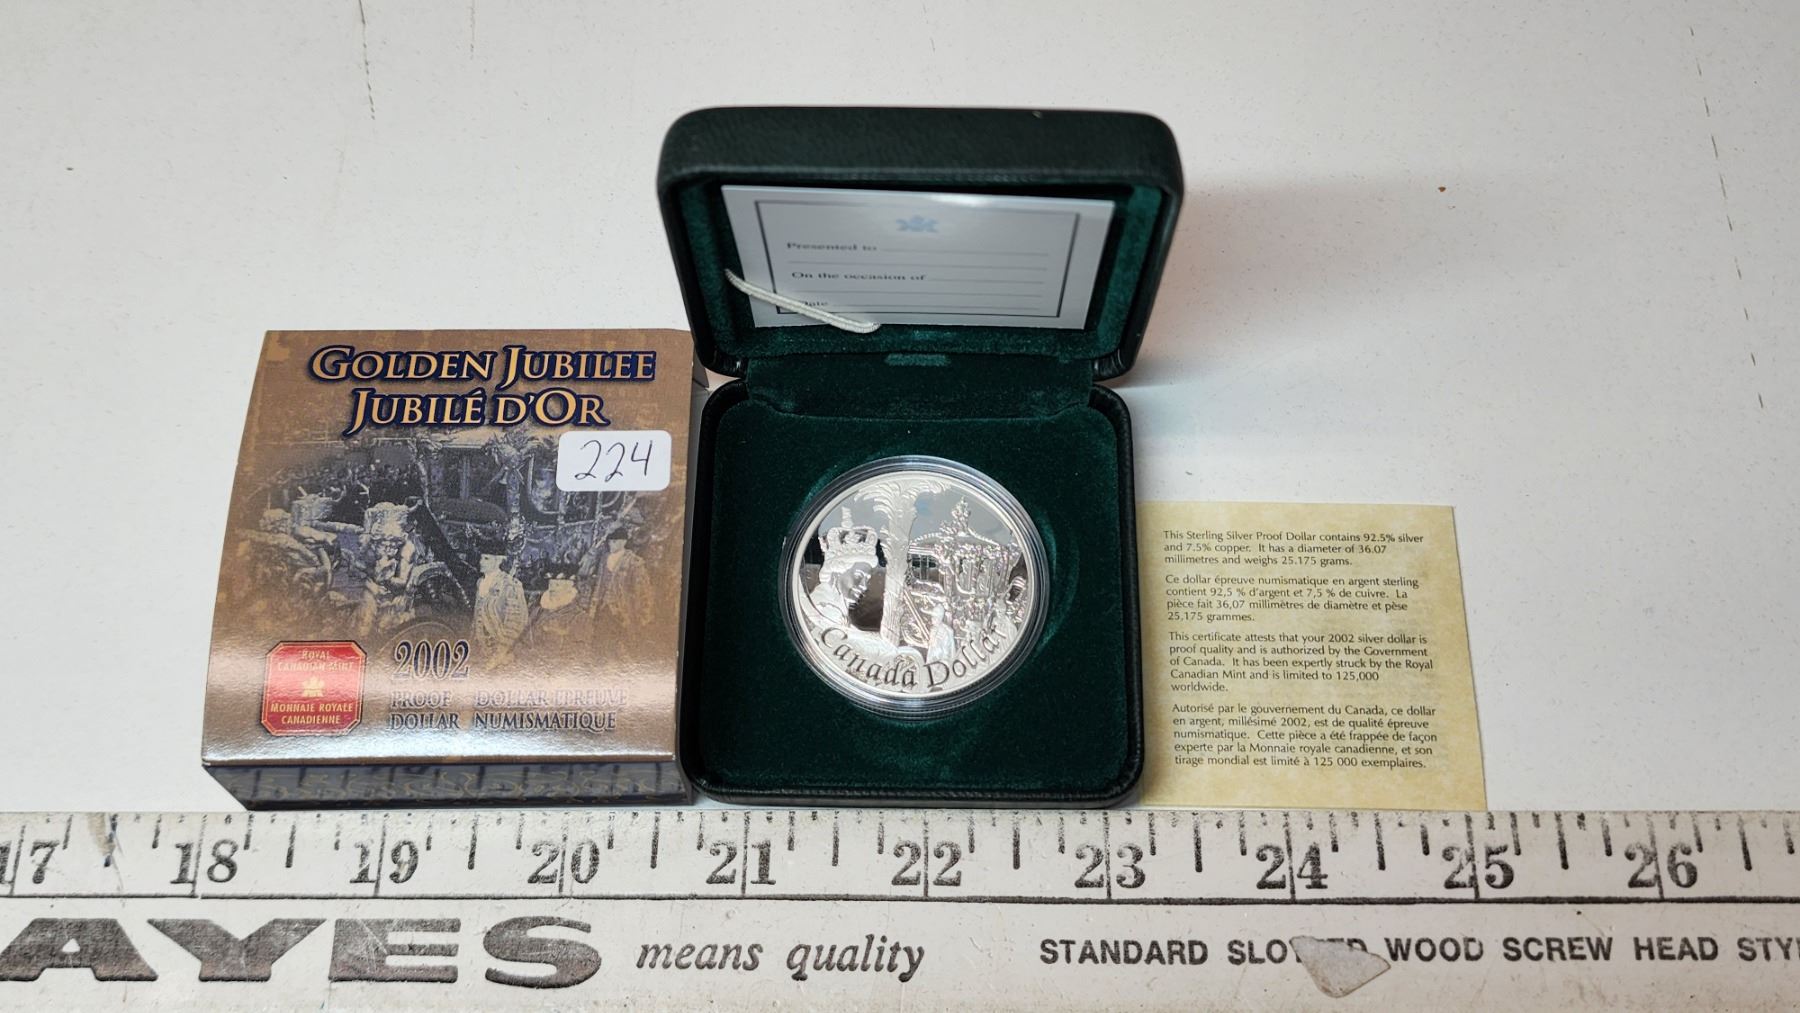 GOLDEN JUBILEE
JUBILÉ D'OR
224
ROYAL
CANADIAN MINT
MONNAIE ROYALE
CANADIENNE
2002
PROOF DOLLAR ÉPREUVE
DOLLAR NUMISMATIQUE
Presented to
On the occasion of
Date
Canada Dollar
This Sterling Silver Proof Dollar contains 92.5% silver
and 7.5% copper. It has a diameter of 36.07
millimetres and weighs 25.175 grams.
Ce dollar épreuve numismatique en argent sterling
contient 92,5 % d'argent et 7,5 % de cuivre. La
pièce fait 36,07 millimètres de diamètre et pèse
25,175 grammes.
This certificate attests that your 2002 silver dollar is
proof quality and is authorized by the Government
of Canada. It has been expertly struck by the Royal
Canadian Mint and is limited to 125,000
worldwide.
Autorisé par le gouvernement du Canada, ce dollar
en argent, millésimé 2002, est de qualité épreuve
numismatique. Cette pièce a été frappée de façon
experte par la Monnaie royale canadienne, et son
tirage mondial est limité à 125 000 exemplaires.
17 18 19 20 21 22 23 24 25 26
AYES means quality STANDARD WOOD SCREW HEAD